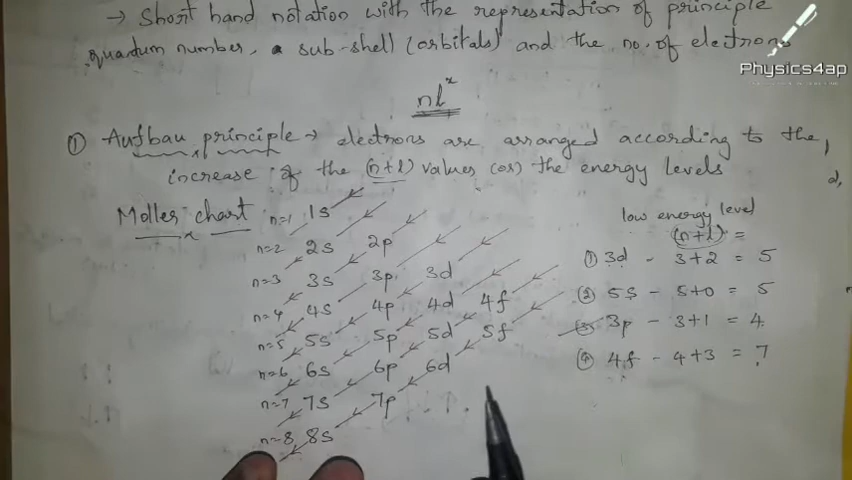 → Short hand notation with the representation of principle
quantum number, sub-shell (orbitals) and the no. of electrons
Physics4ap
nl^x
① Aufbau principle → electrons are arranged according to the
increase of the (n+l) values (or) the energy levels
Moller chart
n=1 1s
n=2 2s 2p
n=3 3s 3p 3d
n=4 4s 4p 4d 4f
n=5 5s 5p 5d 5f
n=6 6s 6p 6d
n=7 7s 7p
n=8 8s
low energy level
(n+l) =
① 3d - 3+2 = 5
② 5s - 5+0 = 5
③ 3p - 3+1 = 4
④ 4f - 4+3 = 7